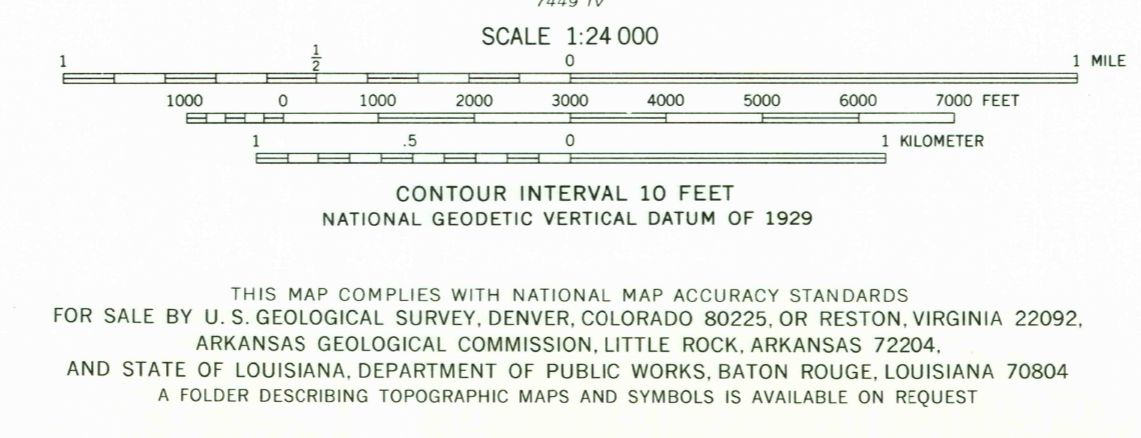 7449 IV
SCALE 1:24 000
1 1/2 0 1 MILE
1000 0 1000 2000 3000 4000 5000 6000 7000 FEET
1 .5 0 1 KILOMETER
CONTOUR INTERVAL 10 FEET
NATIONAL GEODETIC VERTICAL DATUM OF 1929
THIS MAP COMPLIES WITH NATIONAL MAP ACCURACY STANDARDS
FOR SALE BY U. S. GEOLOGICAL SURVEY, DENVER, COLORADO 80225, OR RESTON, VIRGINIA 22092,
ARKANSAS GEOLOGICAL COMMISSION, LITTLE ROCK, ARKANSAS 72204,
AND STATE OF LOUISIANA, DEPARTMENT OF PUBLIC WORKS, BATON ROUGE, LOUISIANA 70804
A FOLDER DESCRIBING TOPOGRAPHIC MAPS AND SYMBOLS IS AVAILABLE ON REQUEST